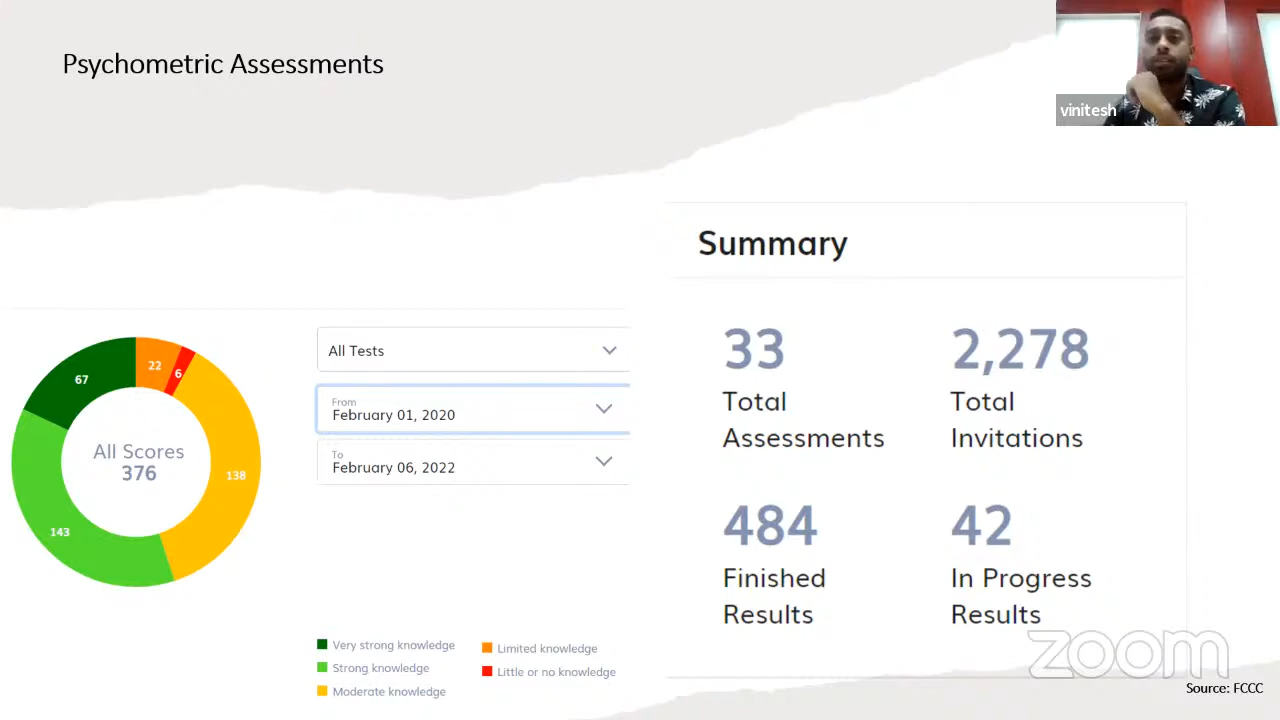 Psychometric Assessments
vinitesh
22
6
67
138
143
All Scores
376
All Tests
From
February 01, 2020
To
February 06, 2022
Very strong knowledge
Strong knowledge
Moderate knowledge
Limited knowledge
Little or no knowledge
Summary
33
Total
Assessments
2,278
Total
Invitations
484
Finished
Results
42
In Progress
Results
zoom
Source: FCCC